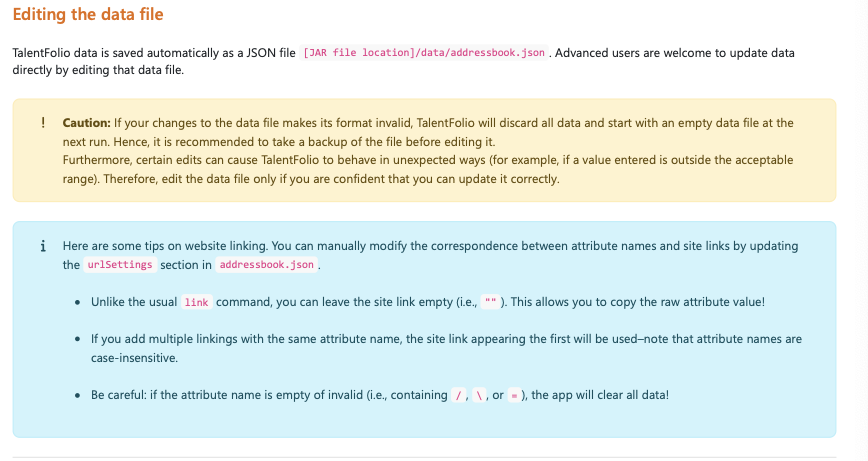 Editing the data file
TalentFolio data is saved automatically as a JSON file [JAR file location]/data/addressbook.json . Advanced users are welcome to update data
directly by editing that data file.
! Caution: If your changes to the data file makes its format invalid, TalentFolio will discard all data and start with an empty data file at the
next run. Hence, it is recommended to take a backup of the file before editing it.
Furthermore, certain edits can cause TalentFolio to behave in unexpected ways (for example, if a value entered is outside the acceptable
range). Therefore, edit the data file only if you are confident that you can update it correctly.
i Here are some tips on website linking. You can manually modify the correspondence between attribute names and site links by updating
the urlSettings section in addressbook.json .
• Unlike the usual link command, you can leave the site link empty (i.e., "" ). This allows you to copy the raw attribute value!
• If you add multiple linkings with the same attribute name, the site link appearing the first will be used–note that attribute names are
case-insensitive.
• Be careful: if the attribute name is empty of invalid (i.e., containing / , \ , or = ), the app will clear all data!